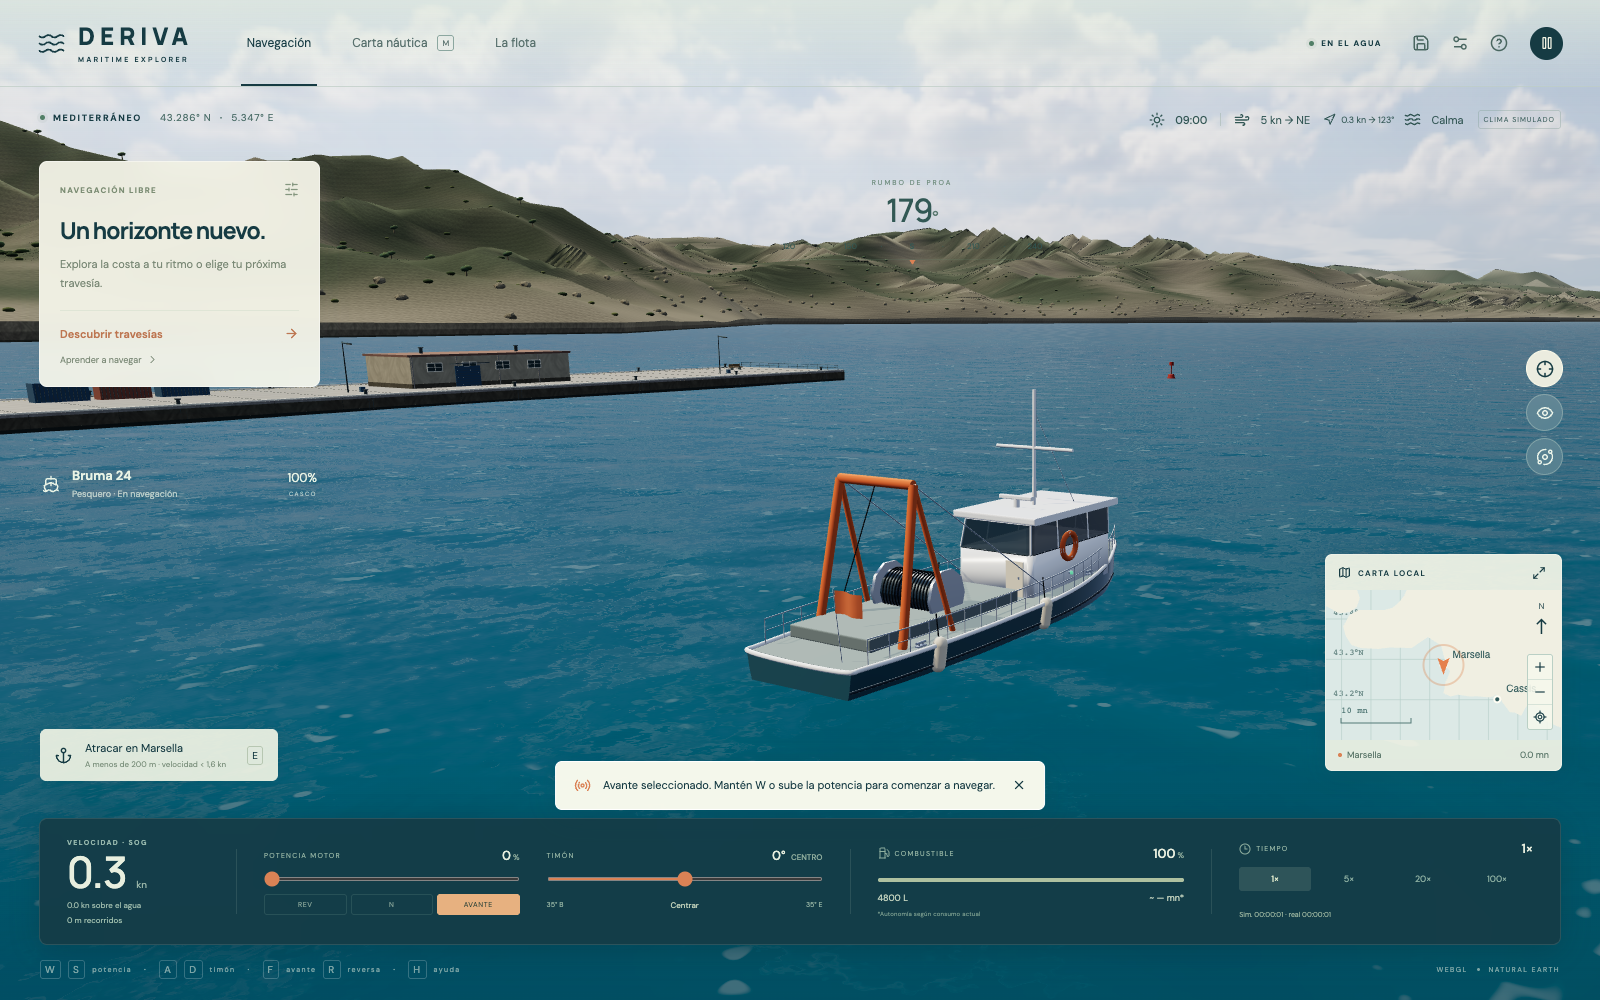 DERIVA
MARITIME EXPLORER
Navegación
Carta náutica M
La flota
EN EL AGUA
MEDITERRÁNEO 43.286° N · 5.347° E
09:00
5 kn → NE
0.3 kn → 123°
Calma
CLIMA SIMULADO
NAVEGACIÓN LIBRE
Un horizonte nuevo.
Explora la costa a tu ritmo o elige tu próxima
travesía.
Descubrir travesías
Aprender a navegar
RUMBO DE PROA
179°
Bruma 24
Pesquero · En navegación
100%
CASCO
CARTA LOCAL
N
43.3°N
43.2°N
Marsella
10 mn
Marsella 0.0 mn
Atracar en Marsella
A menos de 200 m · velocidad < 1,6 kn
E
Avante seleccionado. Mantén W o sube la potencia para comenzar a navegar.
VELOCIDAD · SOG
0.3 kn
0.0 kn sobre el agua
0 m recorridos
POTENCIA MOTOR 0 %
REV N AVANTE
TIMÓN 0° CENTRO
35° B Centrar 35° E
COMBUSTIBLE 100 %
4800 L ~ — mn*
*Autonomía según consumo actual
TIEMPO 1×
1× 5× 20× 100×
Sim. 00:00:01 · real 00:00:01
W S potencia · A D timón · F avante R reversa · H ayuda
WEBGL • NATURAL EARTH